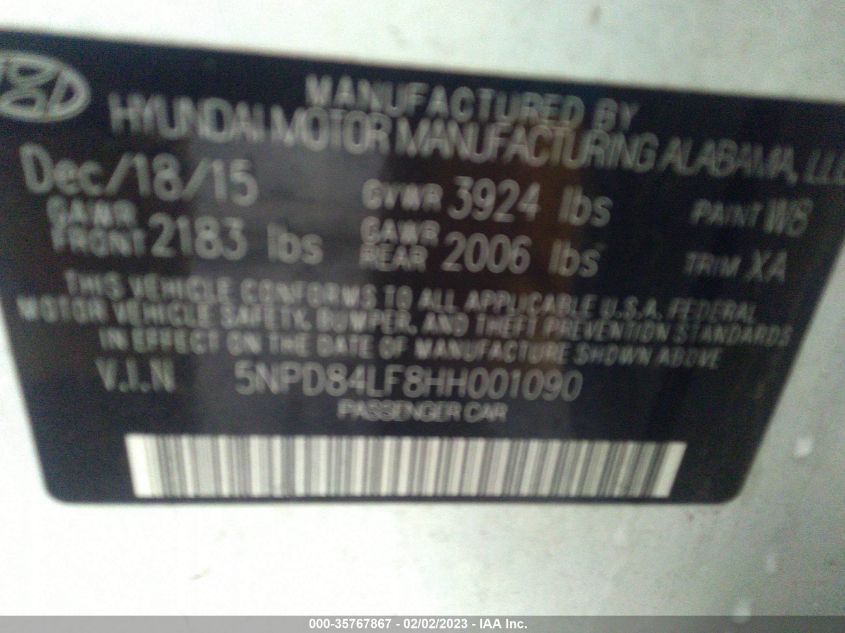 MANUFACTURED BY
HYUNDAI MOTOR MANUFACTURING ALABAMA, LLC
Dec/18/15 GVWR 3924 lbs PAINT W8
GAWR FRONT 2183 lbs GAWR REAR 2006 lbs TRIM XA
THIS VEHICLE CONFORMS TO ALL APPLICABLE U.S.A. FEDERAL
MOTOR VEHICLE SAFETY, BUMPER, AND THEFT PREVENTION STANDARDS
IN EFFECT ON THE DATE OF MANUFACTURE SHOWN ABOVE
V.I.N 5NPD84LF8HH001090
PASSENGER CAR
000-35767867 - 02/02/2023 - IAA Inc.